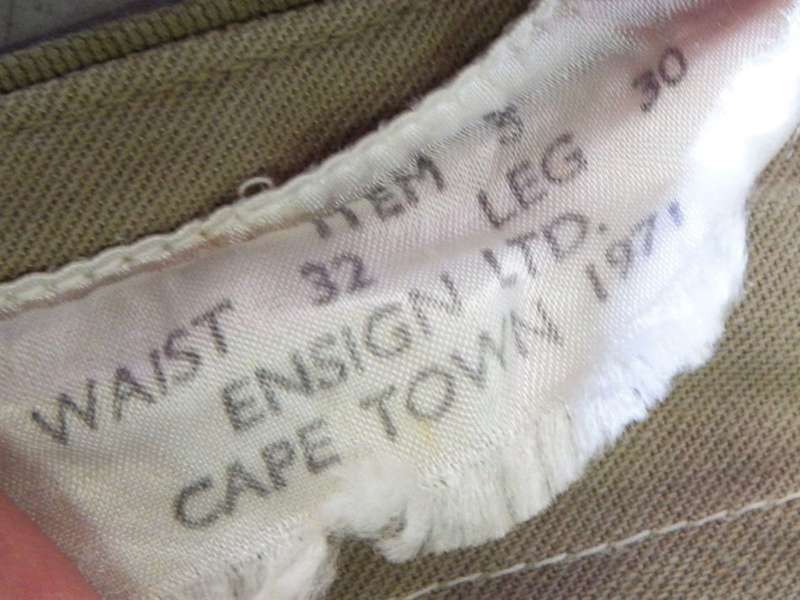 ITEM
WAIST 32 LEG 30
ENSIGN LTD.
CAPE TOWN 1971